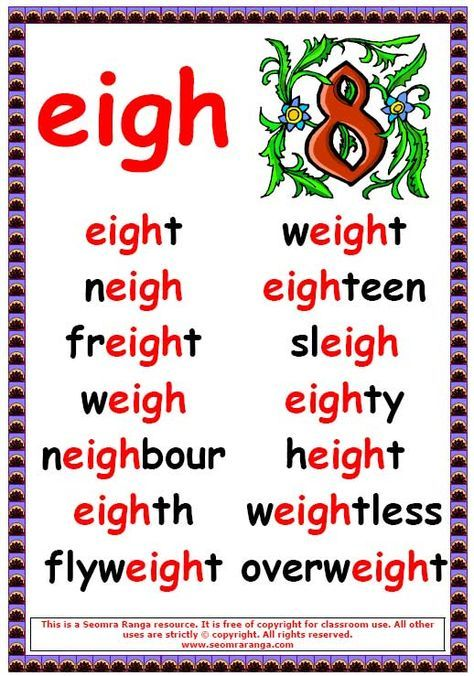 eigh
8
eight weight
neigh eighteen
freight sleigh
weigh eighty
neighbour height
eighth weightless
flyweight overweight
This is a Seomra Ranga resource. It is free of copyright for classroom use. All other
uses are strictly © copyright. All rights reserved.
www.seomraranga.com